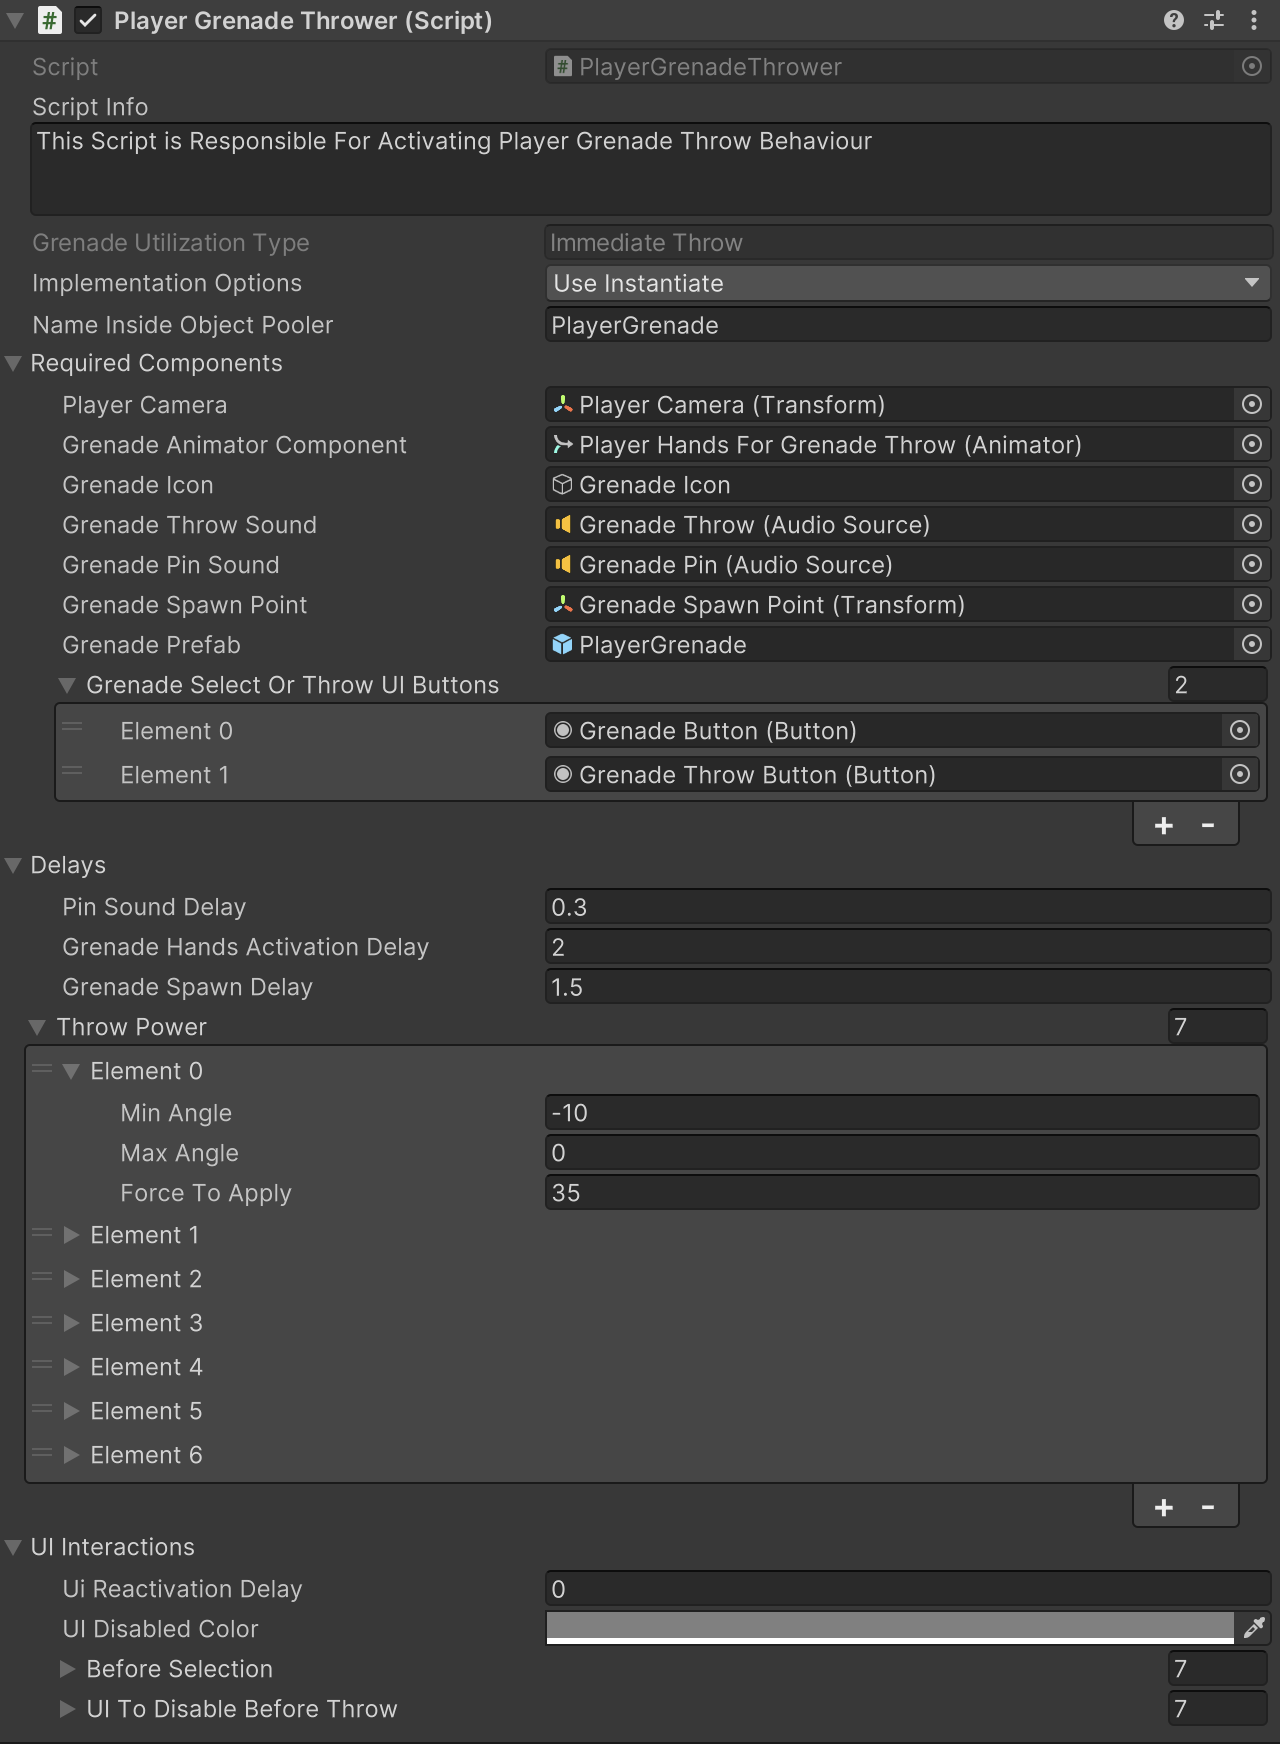 # Player Grenade Thrower (Script)
Script # PlayerGrenadeThrower
Script Info
This Script is Responsible For Activating Player Grenade Throw Behaviour
Grenade Utilization Type Immediate Throw
Implementation Options Use Instantiate
Name Inside Object Pooler PlayerGrenade
Required Components
Player Camera Player Camera (Transform)
Grenade Animator Component Player Hands For Grenade Throw (Animator)
Grenade Icon Grenade Icon
Grenade Throw Sound Grenade Throw (Audio Source)
Grenade Pin Sound Grenade Pin (Audio Source)
Grenade Spawn Point Grenade Spawn Point (Transform)
Grenade Prefab PlayerGrenade
Grenade Select Or Throw UI Buttons 2
Element 0 Grenade Button (Button)
Element 1 Grenade Throw Button (Button)
+ -
Delays
Pin Sound Delay 0.3
Grenade Hands Activation Delay 2
Grenade Spawn Delay 1.5
Throw Power 7
Element 0
Min Angle -10
Max Angle 0
Force To Apply 35
Element 1
Element 2
Element 3
Element 4
Element 5
Element 6
+ -
UI Interactions
Ui Reactivation Delay 0
UI Disabled Color
Before Selection 7
UI To Disable Before Throw 7